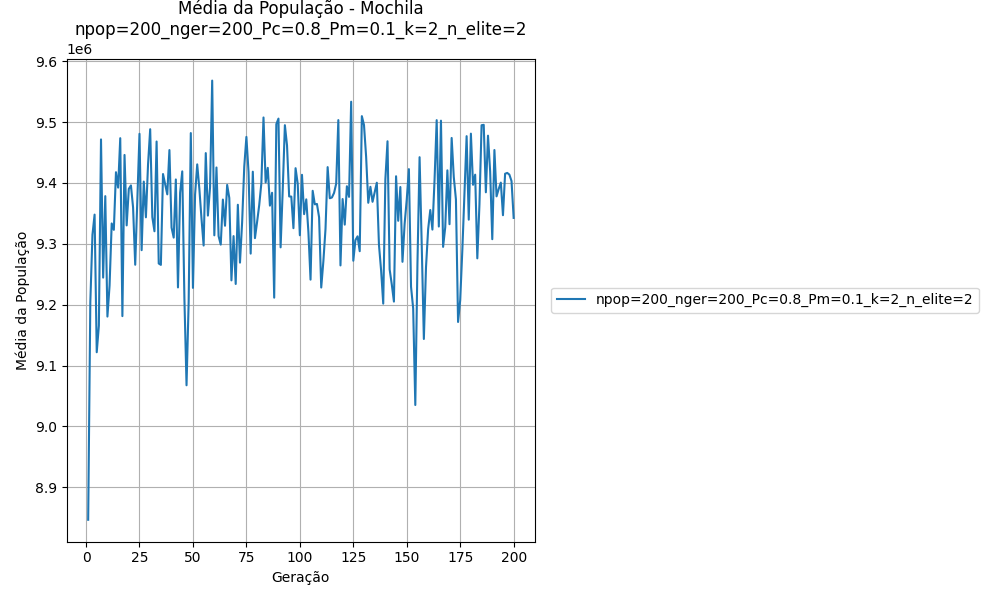 Média da População - Mochila
npop=200_nger=200_Pc=0.8_Pm=0.1_k=2_n_elite=2
1e6
9.6
9.5
9.4
9.3
9.2
9.1
9.0
8.9
Média da População
0 25 50 75 100 125 150 175 200
Geração
npop=200_nger=200_Pc=0.8_Pm=0.1_k=2_n_elite=2